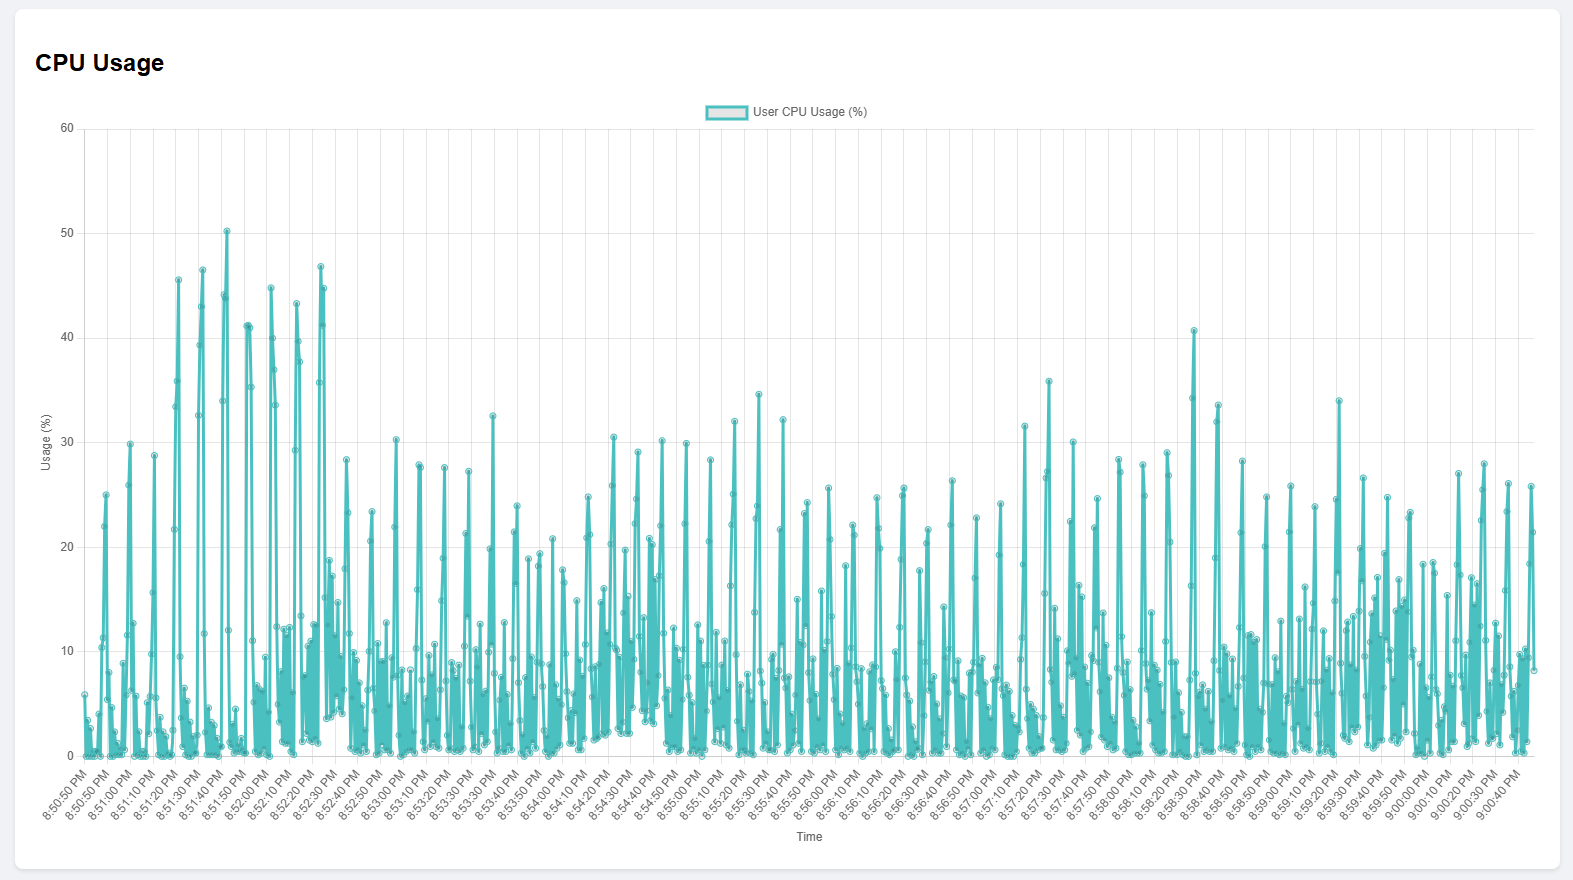 CPU Usage
User CPU Usage (%)
60
50
40
30
20
10
0
Usage (%)
8:50:50 PM
8:50:50 PM
8:51:00 PM
8:51:10 PM
8:51:20 PM
8:51:30 PM
8:51:40 PM
8:51:50 PM
8:52:00 PM
8:52:10 PM
8:52:20 PM
8:52:30 PM
8:52:40 PM
8:52:50 PM
8:53:00 PM
8:53:10 PM
8:53:20 PM
8:53:30 PM
8:53:30 PM
8:53:40 PM
8:53:50 PM
8:54:00 PM
8:54:10 PM
8:54:20 PM
8:54:30 PM
8:54:40 PM
8:54:50 PM
8:55:00 PM
8:55:10 PM
8:55:20 PM
8:55:30 PM
8:55:40 PM
8:55:50 PM
8:56:00 PM
8:56:10 PM
8:56:10 PM
8:56:20 PM
8:56:30 PM
8:56:40 PM
8:56:50 PM
8:57:00 PM
8:57:10 PM
8:57:20 PM
8:57:30 PM
8:57:40 PM
8:57:50 PM
8:58:00 PM
8:58:10 PM
8:58:20 PM
8:58:30 PM
8:58:40 PM
8:58:50 PM
8:58:50 PM
8:59:00 PM
8:59:10 PM
8:59:20 PM
8:59:30 PM
8:59:40 PM
8:59:50 PM
9:00:00 PM
9:00:10 PM
9:00:20 PM
9:00:30 PM
9:00:40 PM
Time